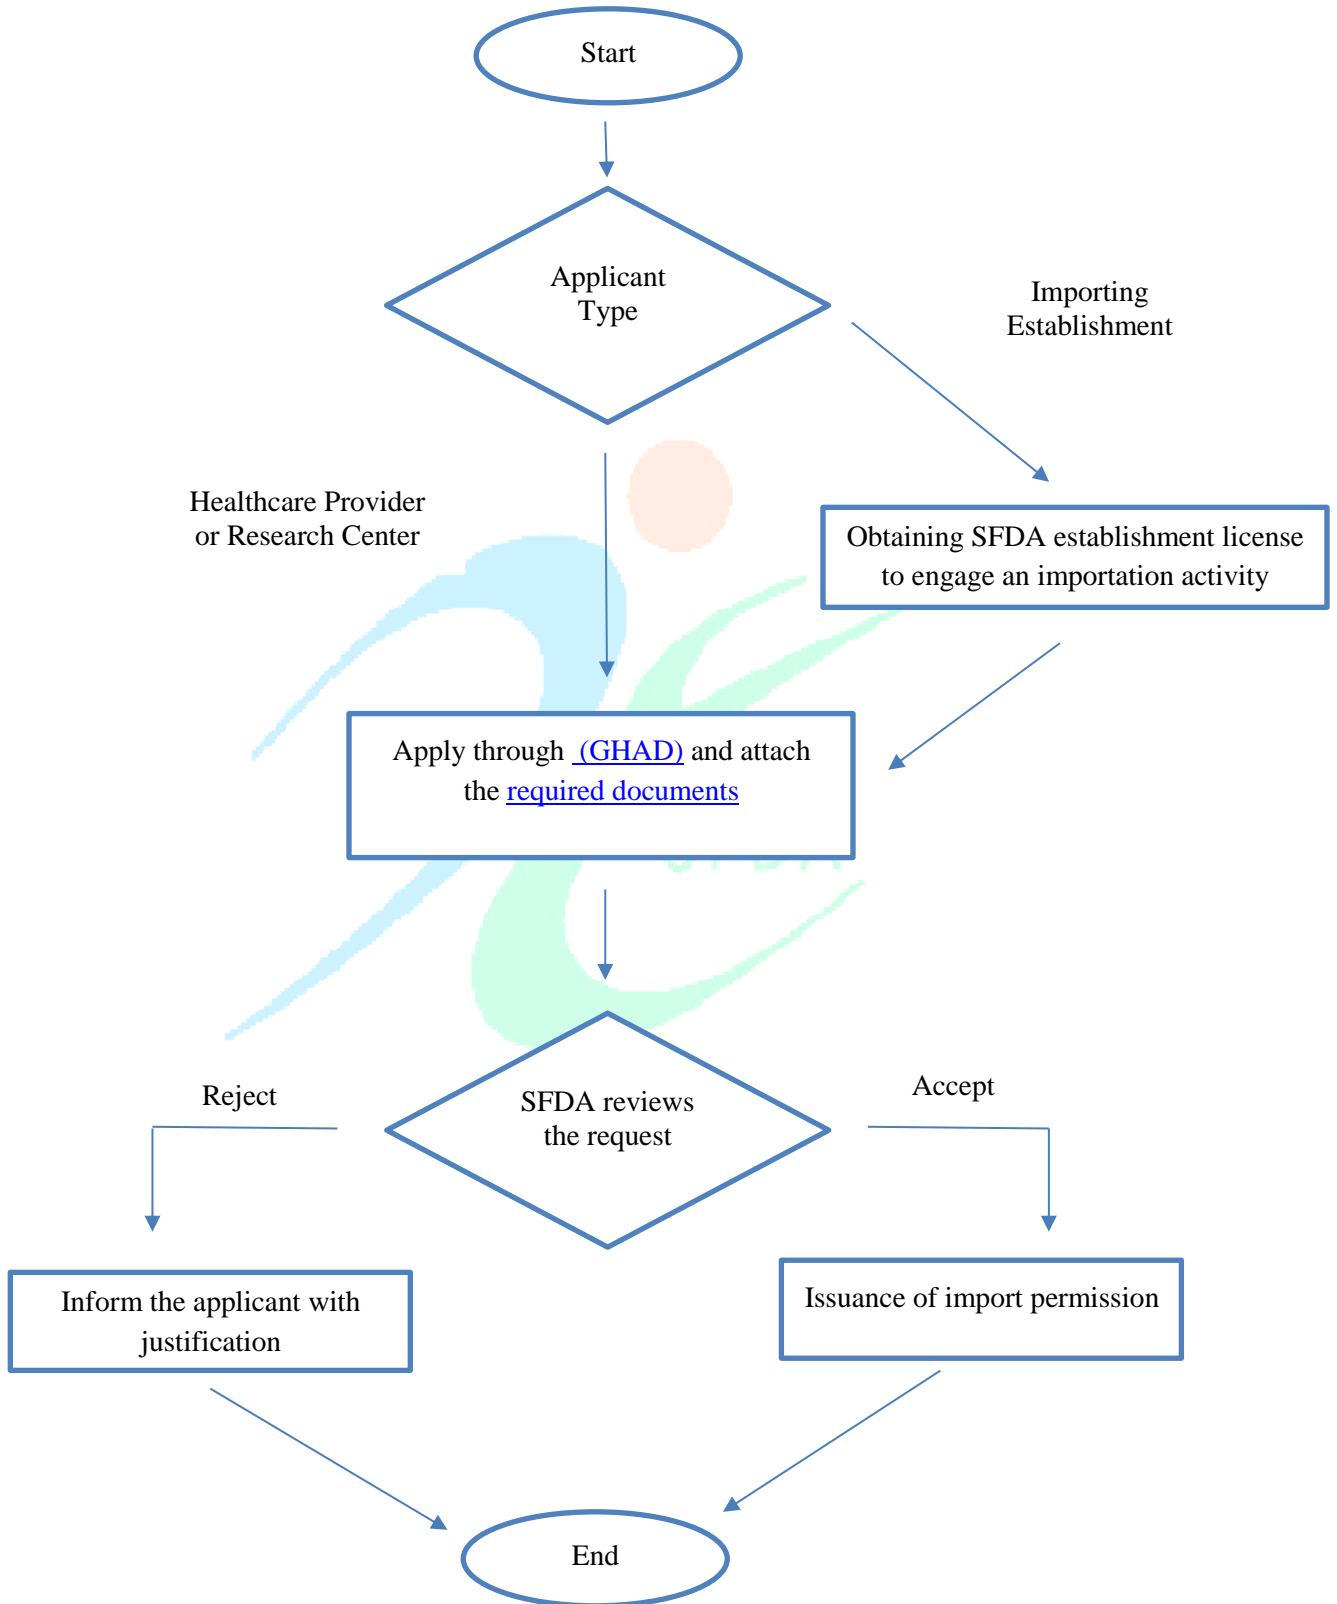 Start
Applicant
Type
Importing
Establishment
Healthcare Provider
or Research Center
Obtaining SFDA establishment license
to engage an importation activity
Apply through (GHAD) and attach
the required documents
SFDA reviews
the request
Reject
Accept
Inform the applicant with
justification
Issuance of import permission
End